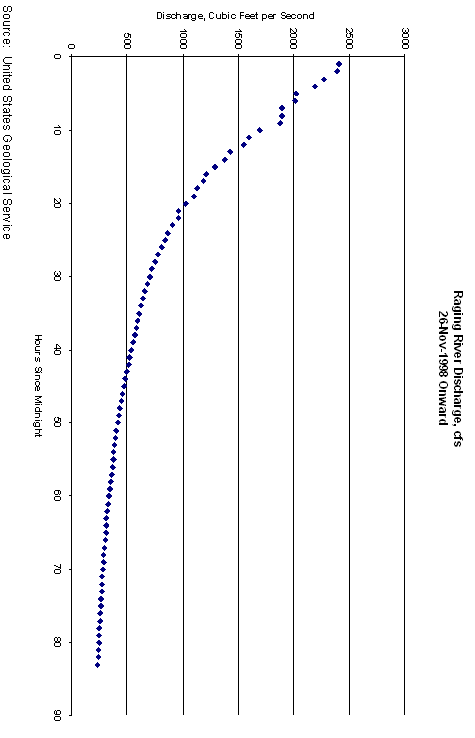 Raging River Discharge, cfs
26-Nov-1998 Onward
Discharge, Cubic Feet per Second
3000
2500
2000
1500
1000
500
0
0 10 20 30 40 50 60 70 80 90
Hours Since Midnight
Source: United States Geological Service